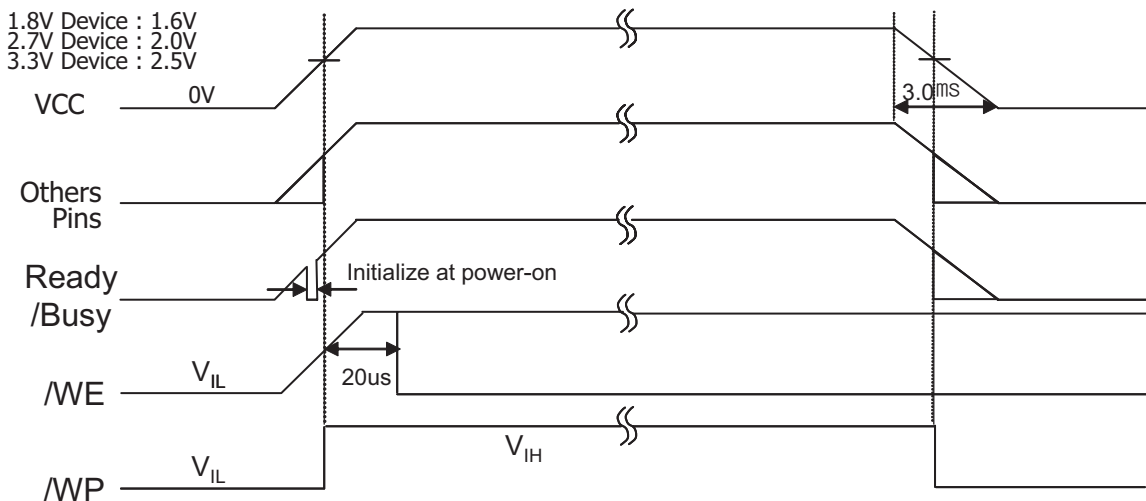 1.8V Device : 1.6V
2.7V Device : 2.0V
3.3V Device : 2.5V
VCC
0V
3.0ms
Others
Pins
Ready
/Busy
Initialize at power-on
/WE
VIL
20us
/WP
VIL
VIH